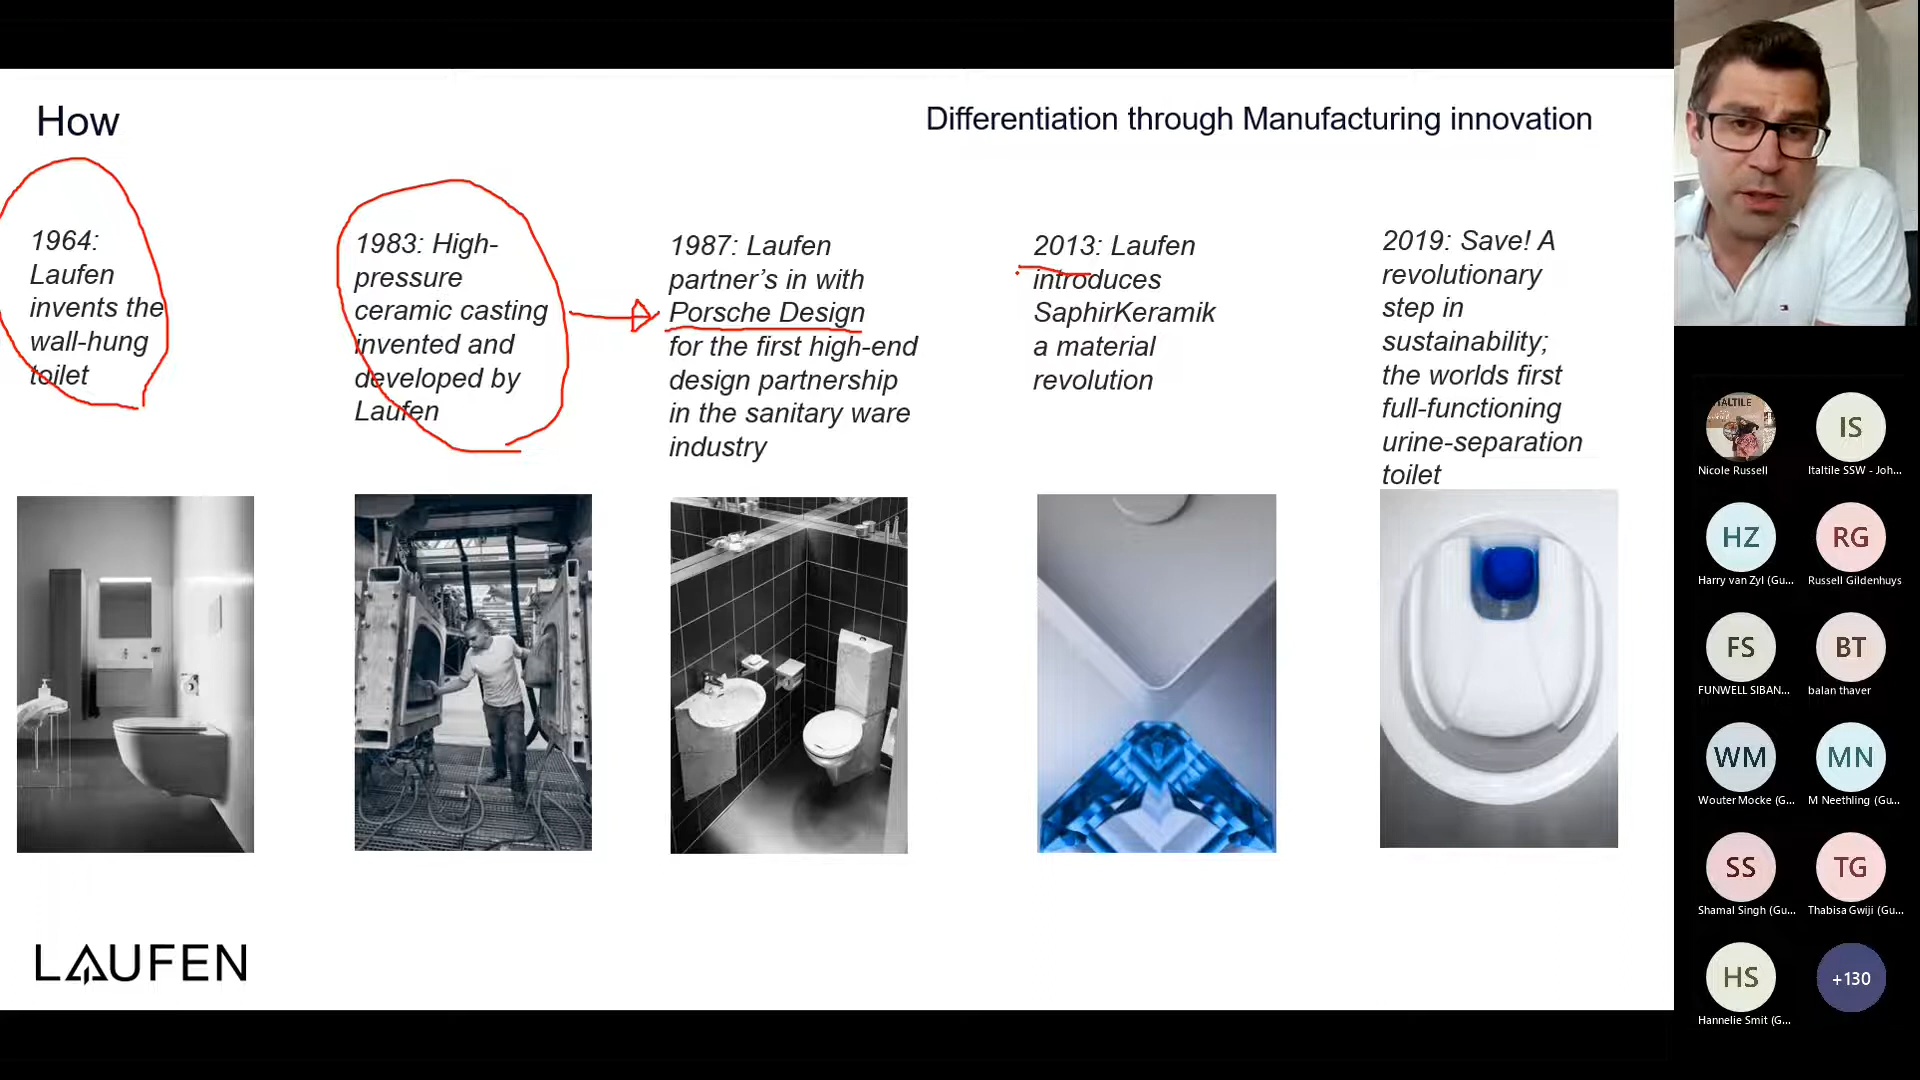 How
Differentiation through Manufacturing innovation
1964:
Laufen
invents the
wall-hung
toilet
1983: High-
pressure
ceramic casting
invented and
developed by
Laufen
1987: Laufen
partner’s in with
Porsche Design
for the first high-end
design partnership
in the sanitary ware
industry
2013: Laufen
introduces
SaphirKeramik
a material
revolution
2019: Save! A
revolutionary
step in
sustainability;
the worlds first
full-functioning
urine-separation
toilet
LAUFEN
ITALTILE
Nicole Russell
IS
Italtile SSW - Joh...
HZ
Harry van Zyl (Gu...
RG
Russell Gildenhuys
FS
FUNWELL SIBAN...
BT
balan thaver
WM
Wouter Mocke (G...
MN
M Neethling (Gu...
SS
Shamal Singh (Gu...
TG
Thabisa Gwiji (Gu...
HS
Hannelie Smit (G...
+130